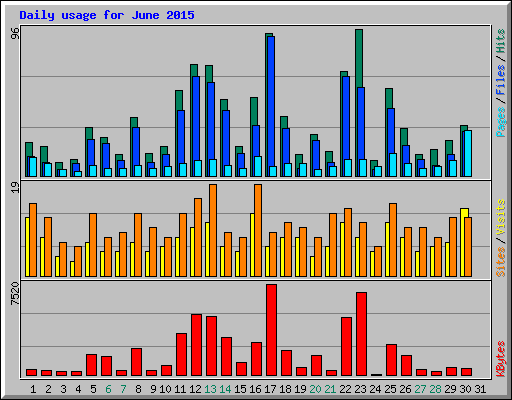 Daily usage for June 2015
96
Pages / Files / Hits
19
Sites / Visits
7520
KBytes
1 2 3 4 5 6 7 8 9 10 11 12 13 14 15 16 17 18 19 20 21 22 23 24 25 26 27 28 29 30 31